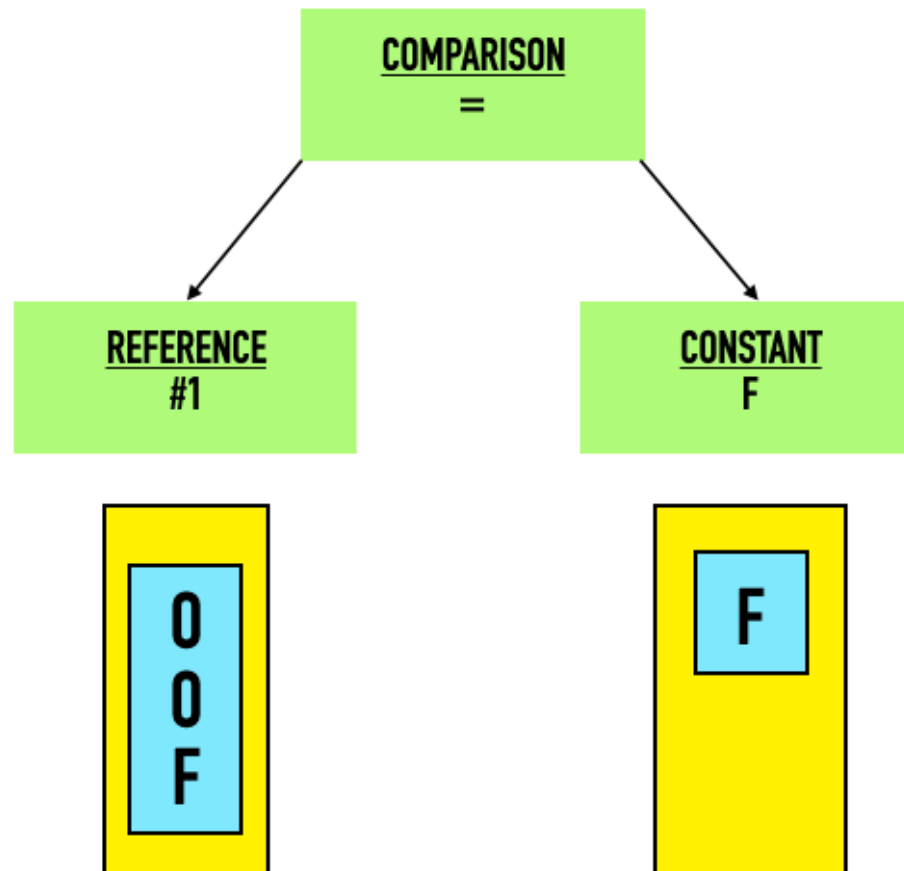 COMPARISON
=
REFERENCE
#1
CONSTANT
F
O
O
F
F